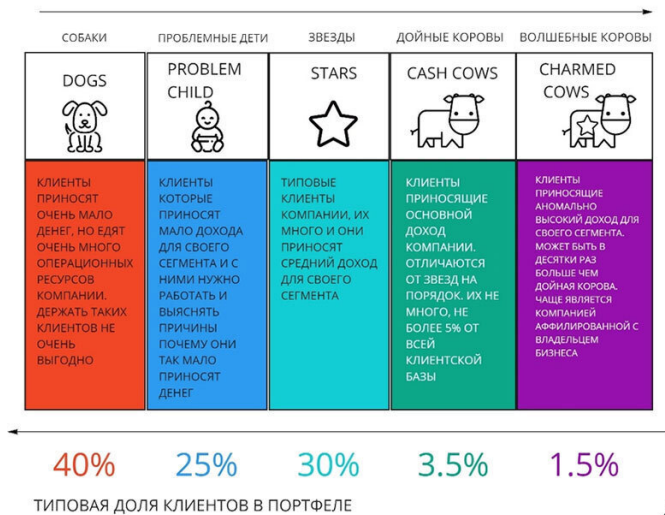 СОБАКИ
ПРОБЛЕМНЫЕ ДЕТИ
ЗВЕЗДЫ
ДОЙНЫЕ КОРОВЫ
ВОЛШЕБНЫЕ КОРОВЫ
DOGS
PROBLEM
CHILD
STARS
CASH COWS
CHARMED
COWS
КЛИЕНТЫ
ПРИНОСЯТ
ОЧЕНЬ МАЛО
ДЕНЕГ, НО ЕДЯТ
ОЧЕНЬ МНОГО
ОПЕРАЦИОННЫХ
РЕСУРСОВ
КОМПАНИИ.
ДЕРЖАТЬ ТАКИХ
КЛИЕНТОВ НЕ
ОЧЕНЬ
ВЫГОДНО
КЛИЕНТЫ
КОТОРЫЕ
ПРИНОСЯТ
МАЛО ДОХОДА
ДЛЯ СВОЕГО
СЕГМЕНТА И С
НИМИ НУЖНО
РАБОТАТЬ И
ВЫЯСНЯТЬ
ПРИЧИНЫ
ПОЧЕМУ ОНИ
ТАК МАЛО
ПРИНОСЯТ
ДЕНЕГ
ТИПОВЫЕ
КЛИЕНТЫ
КОМПАНИИ, ИХ
МНОГО И ОНИ
ПРИНОСЯТ
СРЕДНИЙ ДОХОД
ДЛЯ СВОЕГО
СЕГМЕНТА
КЛИЕНТЫ
ПРИНОСЯЩИЕ
ОСНОВНОЙ
ДОХОД
КОМПАНИИ.
ОТЛИЧАЮТСЯ
ОТ ЗВЕЗД НА
ПОРЯДОК. ИХ НЕ
МНОГО, НЕ
БОЛЕЕ 5% ОТ
ВСЕЙ
КЛИЕНТСКОЙ
БАЗЫ
КЛИЕНТЫ
ПРИНОСЯЩИЕ
АНОМАЛЬНО
ВЫСОКИЙ ДОХОД ДЛЯ
СВОЕГО СЕГМЕНТА.
МОЖЕТ БЫТЬ В
ДЕСЯТКИ РАЗ
БОЛЬШЕ ЧЕМ
ДОЙНАЯ КОРОВА.
ЧАЩЕ ЯВЛЯЕТСЯ
КОМПАНИЕЙ
АФФИЛИРОВАННОЙ С
ВЛАДЕЛЬЦЕМ
БИЗНЕСА
40%
25%
30%
3.5%
1.5%
ТИПОВАЯ ДОЛЯ КЛИЕНТОВ В ПОРТФЕЛЕ